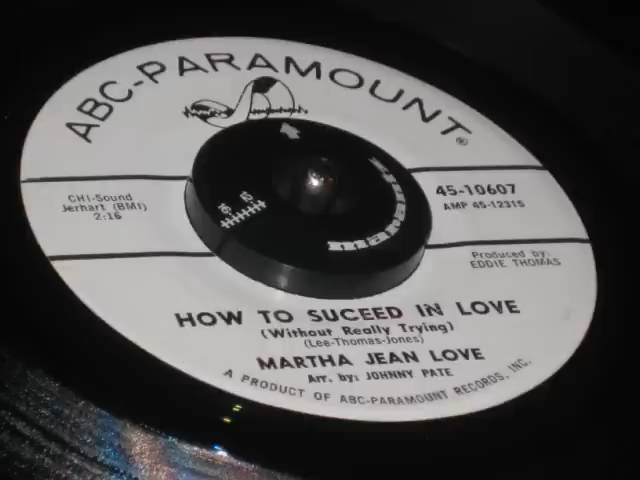 ABC-PARAMOUNT®
CHI-Sound
Jerhart (BMI)
2:16
45-10607
AMP 45-12315
Produced by:
EDDIE THOMAS
marantz
HOW TO SUCEED IN LOVE
(Without Really Trying)
(Lee-Thomas-Jones)
MARTHA JEAN LOVE
Arr. by: JOHNNY PATE
A PRODUCT OF ABC-PARAMOUNT RECORDS, INC.